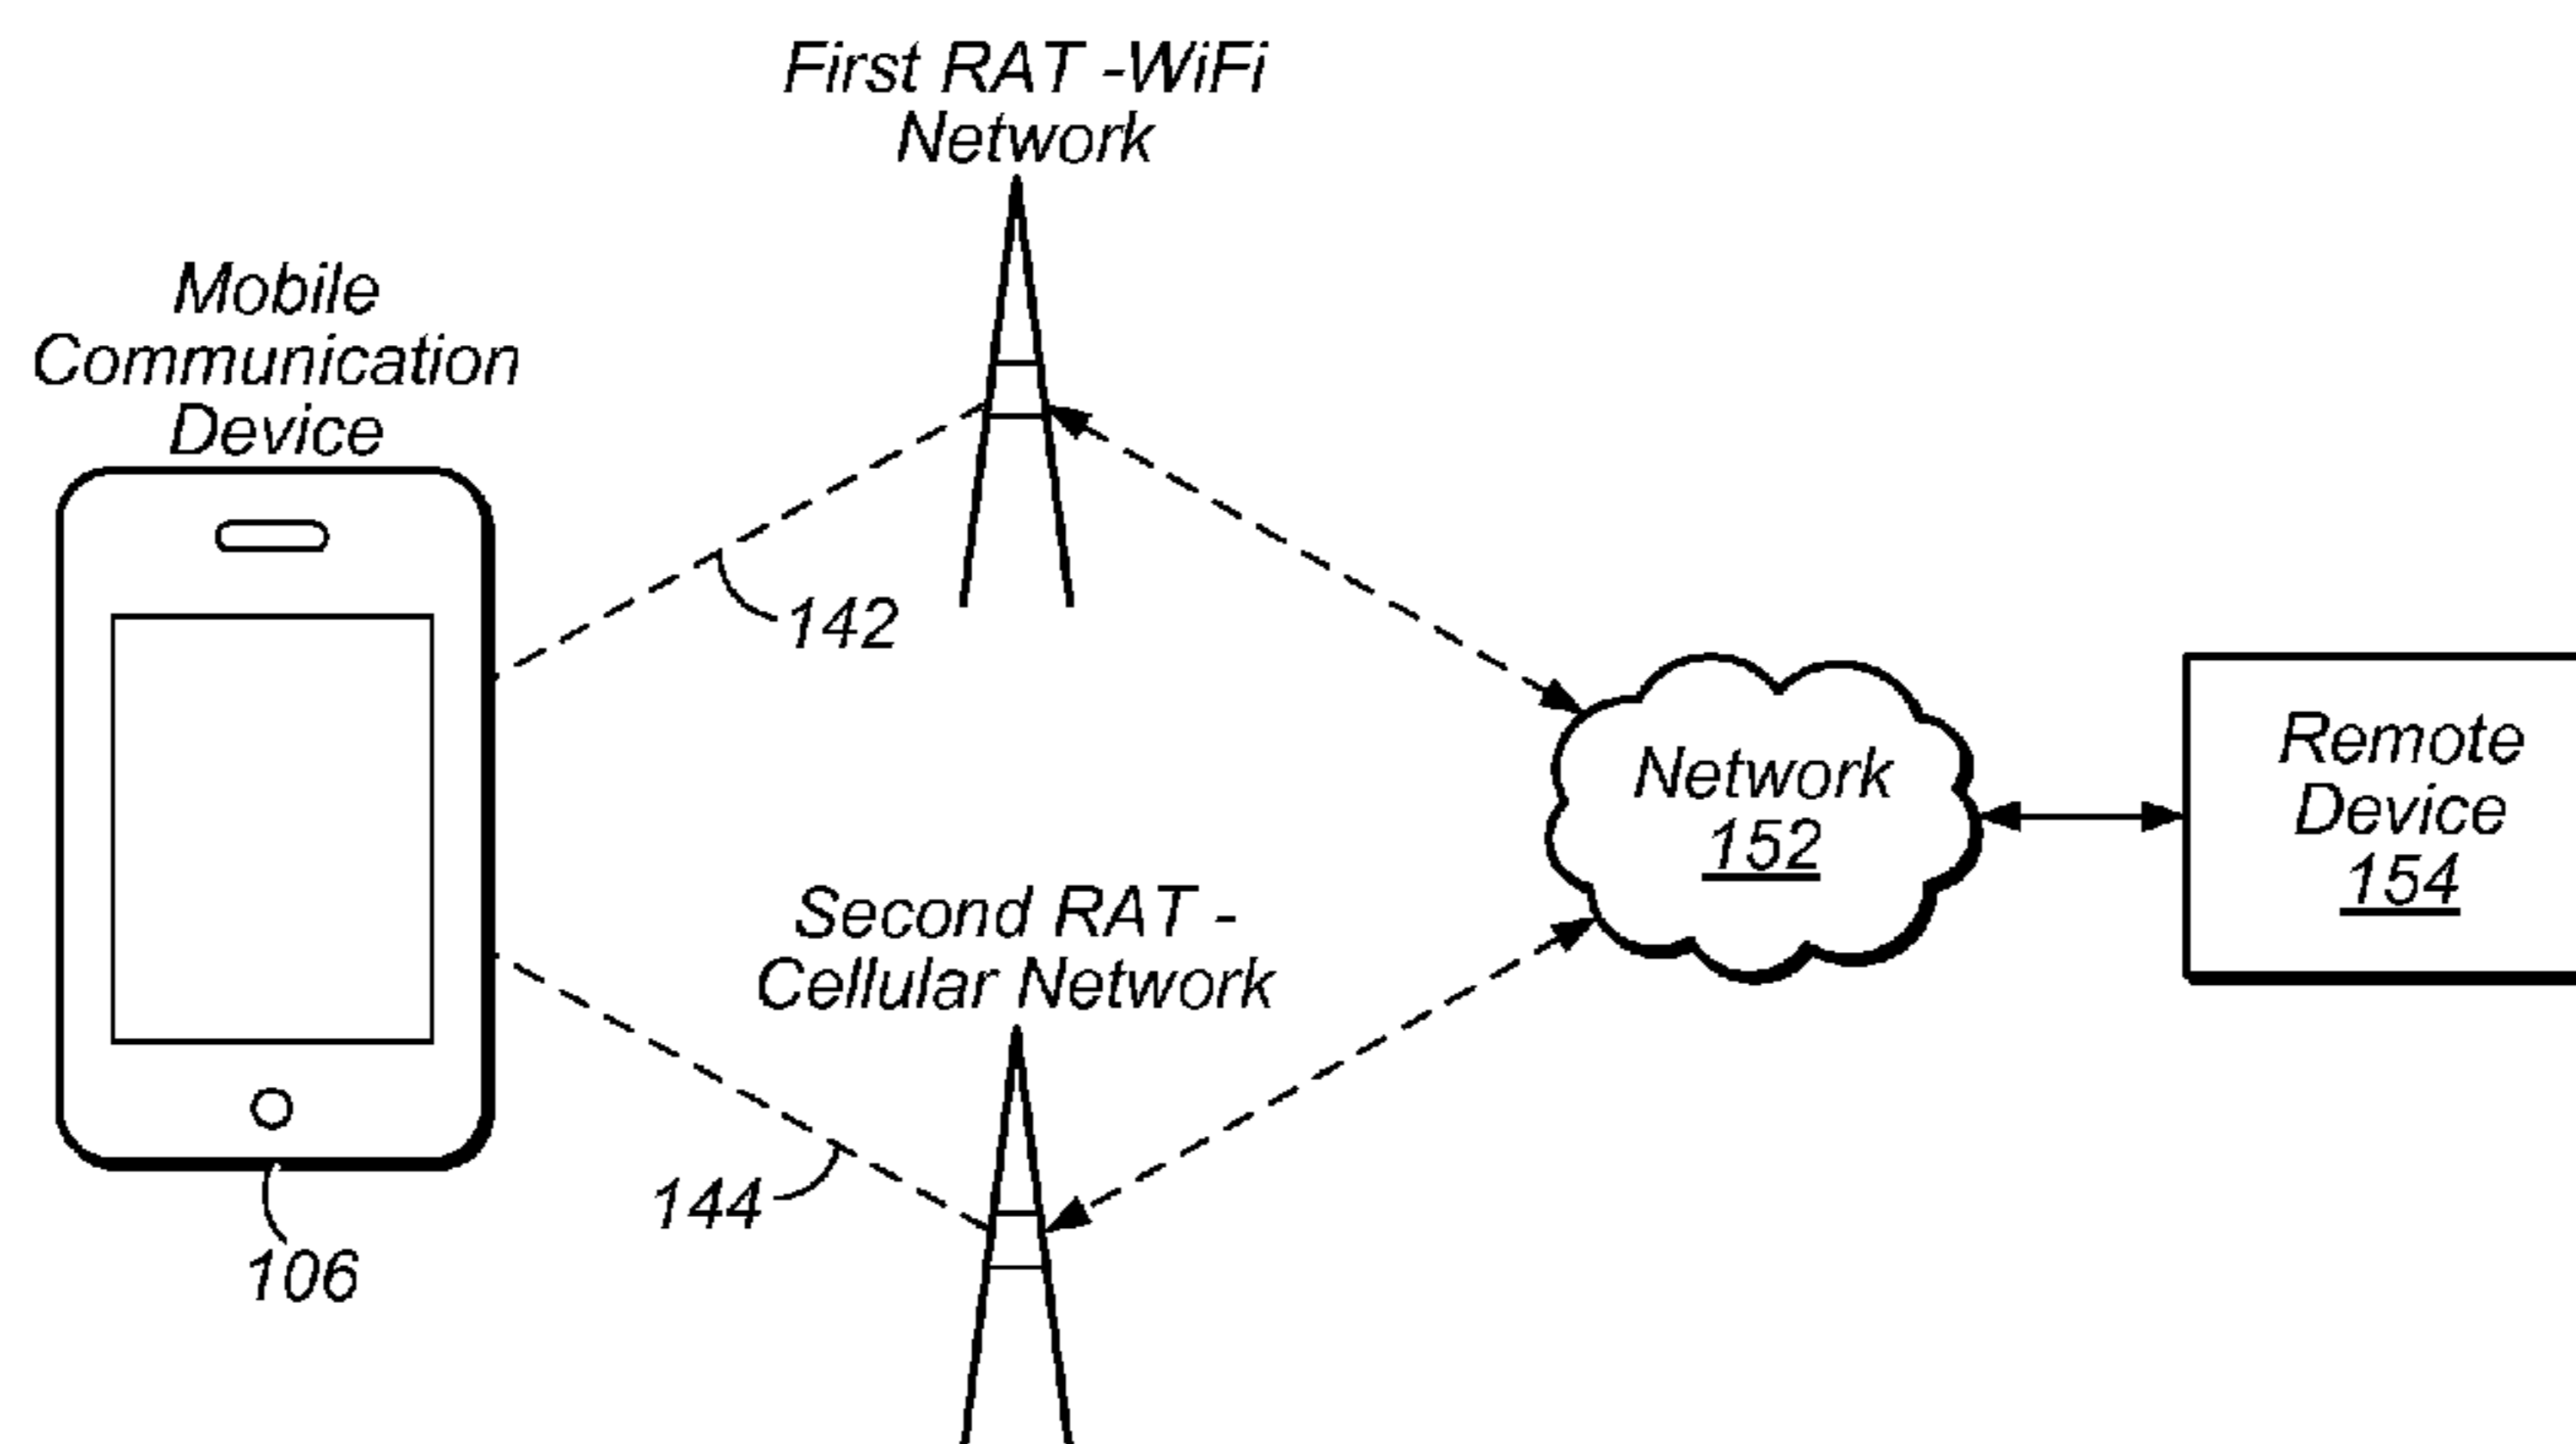 First RAT -WiFi
Network
Mobile
Communication
Device
142
Network
152
Remote
Device
154
Second RAT -
Cellular Network
144
106